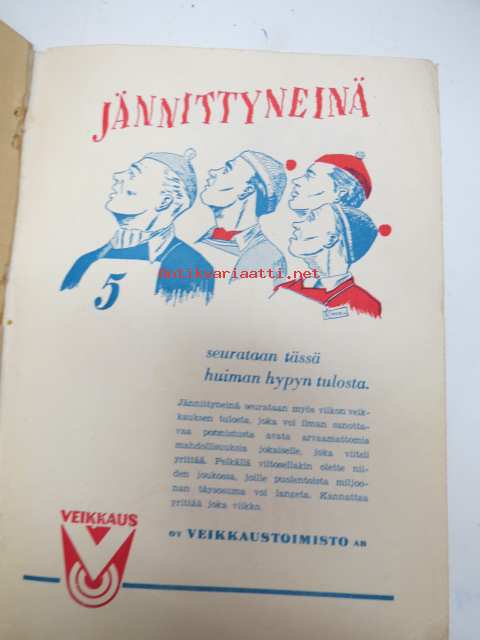 JÄNNITTYNEINÄ
5
antikvariaatti.net
seurataan tässä
huiman hypyn tulosta.
Jännittyneinä seurataan myös viikon veik-
kauksen tulosta, joka voi ilman sanotta-
vaa ponnistusta avata arvaamattomia
mahdollisuuksia jokaiselle, joka viitsii
yrittää. Pelkällä viitosellakin olette nii-
den joukossa, joille puolentoista miljoo-
nan täysosuma voi langeta. Kannattaa
yrittää joka viikko.
VEIKKAUS
OY VEIKKAUSTOIMISTO AB